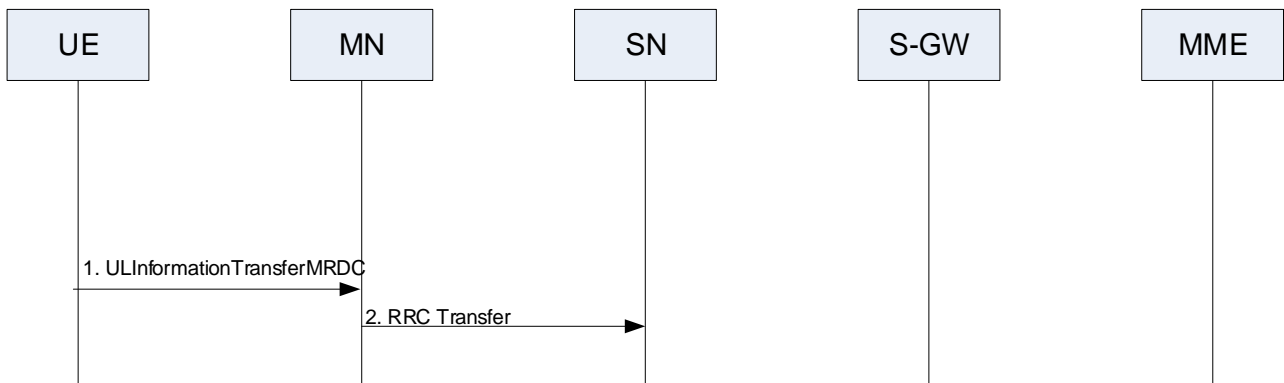 UE
MN
SN
S-GW
MME
1. ULInformationTransferMRDC
2. RRC Transfer